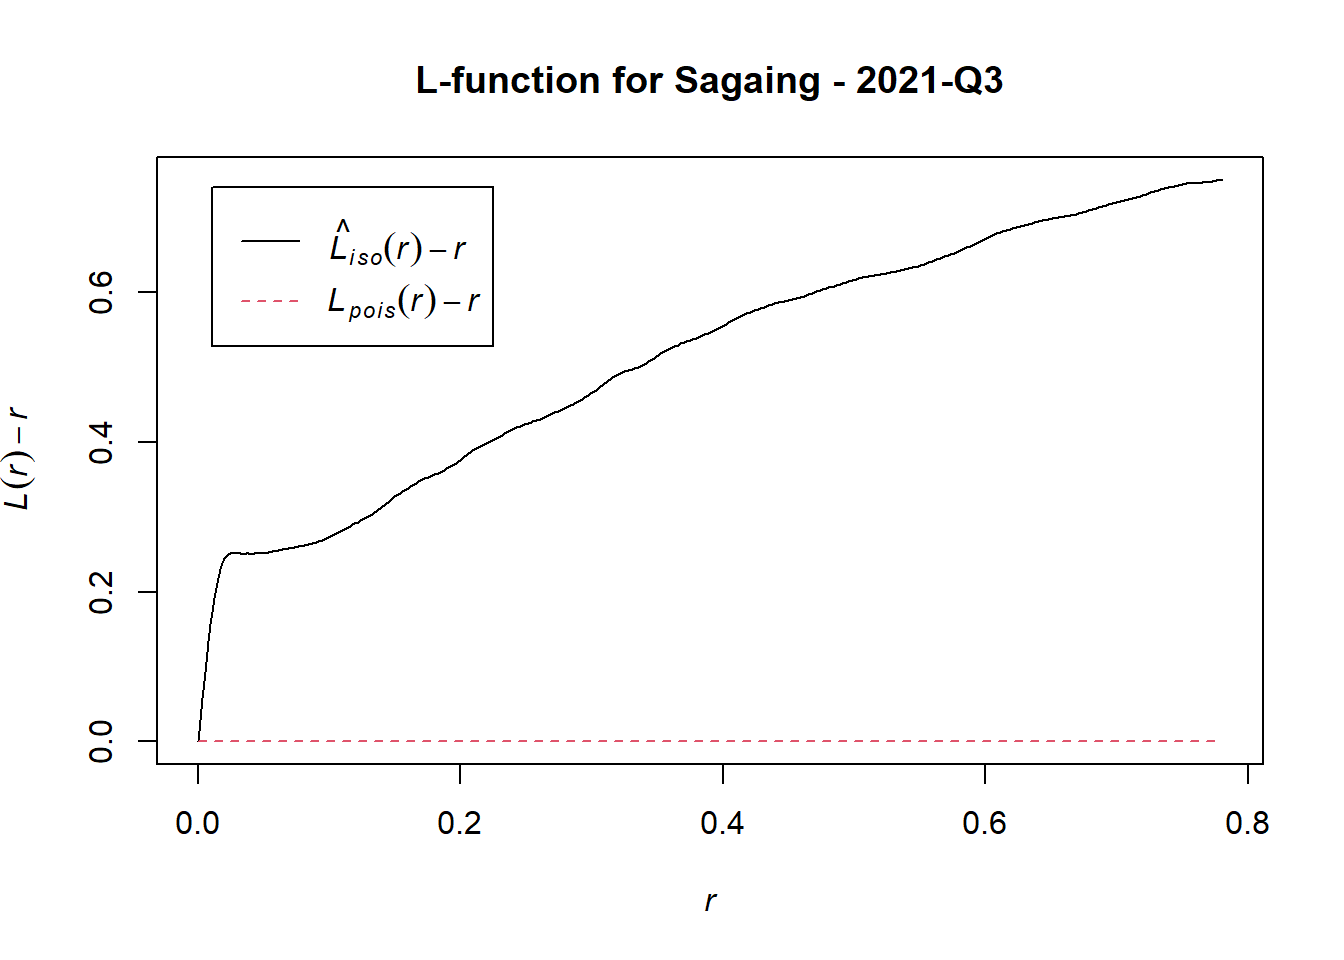 L-function for Sagaing - 2021-Q3
L̂iso(r) − r
Lpois(r) − r
L(r) − r
0.6
0.4
0.2
0.0
0.0 0.2 0.4 0.6 0.8
r